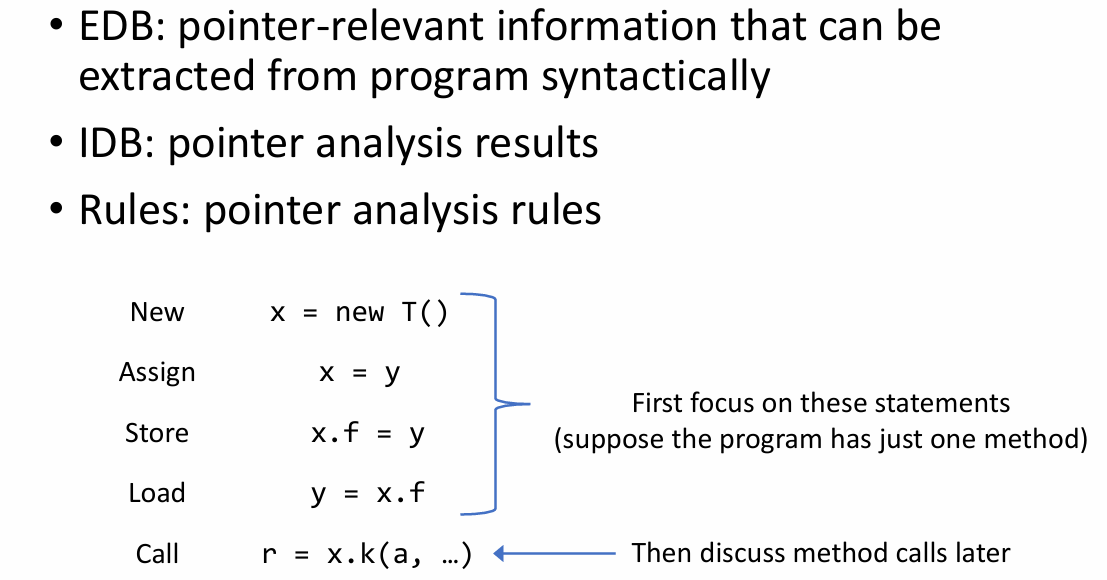 • EDB: pointer-relevant information that can be
extracted from program syntactically
• IDB: pointer analysis results
• Rules: pointer analysis rules
New x = new T()
Assign x = y
Store x.f = y
Load y = x.f
First focus on these statements
(suppose the program has just one method)
Call r = x.k(a, …)
Then discuss method calls later